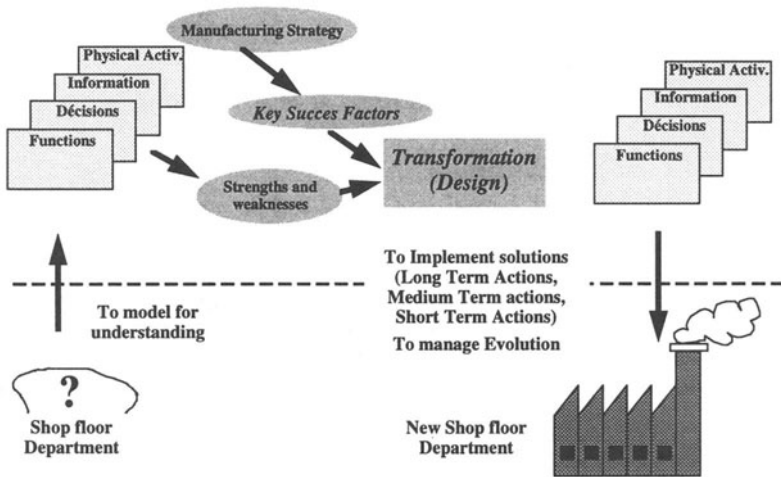 Manufacturing Strategy
Physical Activ.
Information
Décisions
Functions
Key Succes Factors
Strengths and
weaknesses
Transformation
(Design)
Physical Activ.
Information
Décisions
Functions
To model for
understanding
To Implement solutions
(Long Term Actions,
Medium Term actions,
Short Term Actions)
To manage Evolution
?
Shop floor
Department
New Shop floor
Department